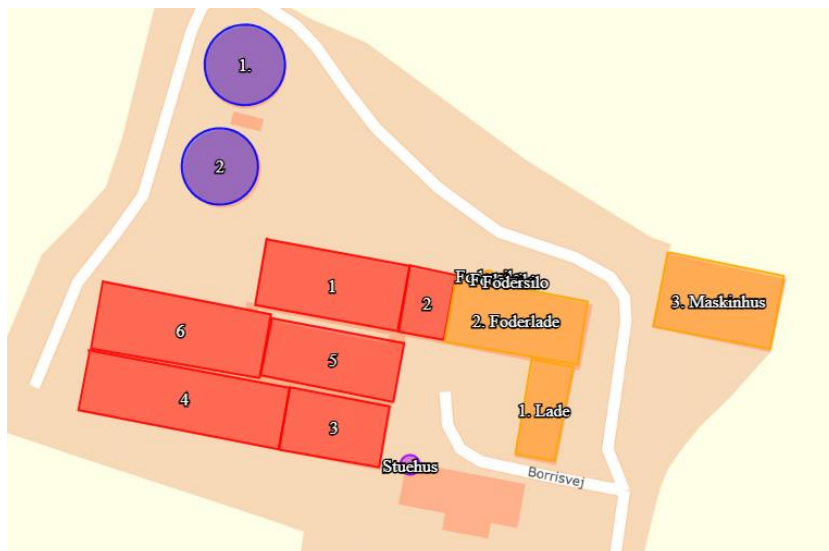 1.
2
1
2
Fodersilo
2. Foderlade
3. Maskinhus
6
5
4
3
1. Lade
Stuehus
Borrisvej